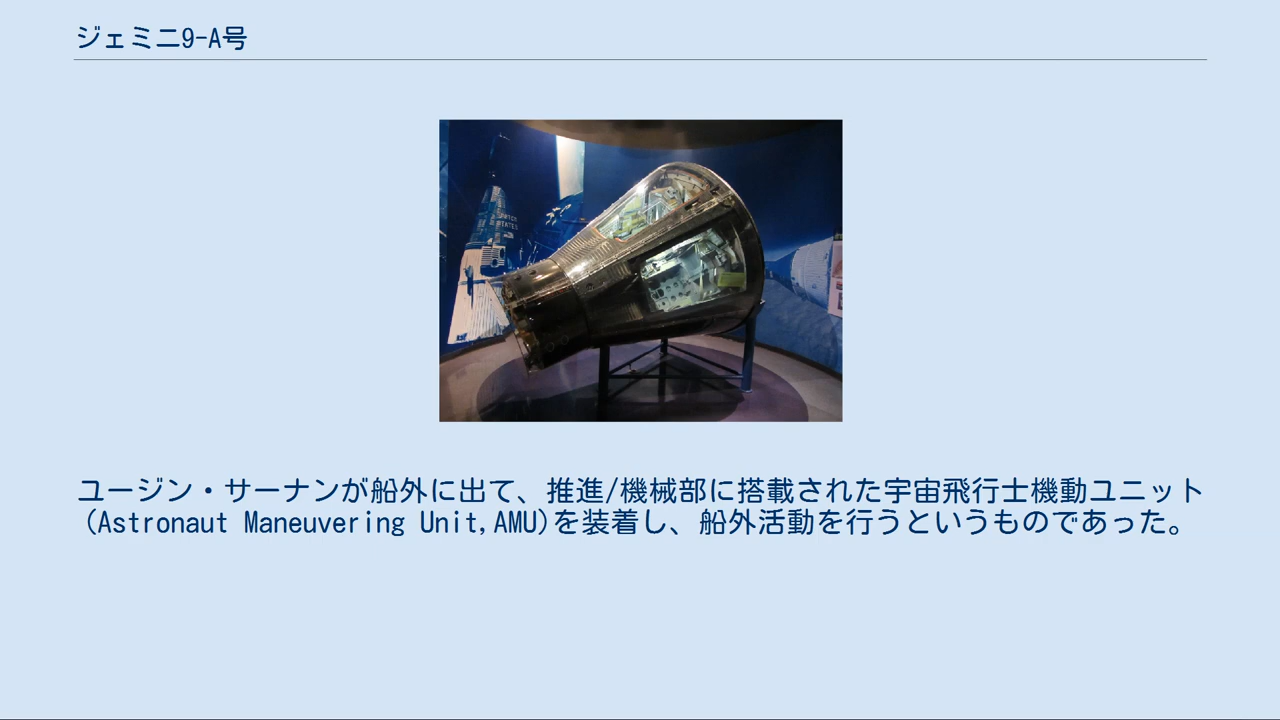 ジェミニ9-A号
STATES
ユージン・サーナンが船外に出て、推進/機械部に搭載された宇宙飛行士機動ユニット
(Astronaut Maneuvering Unit,AMU)を装着し、船外活動を行うというものであった。